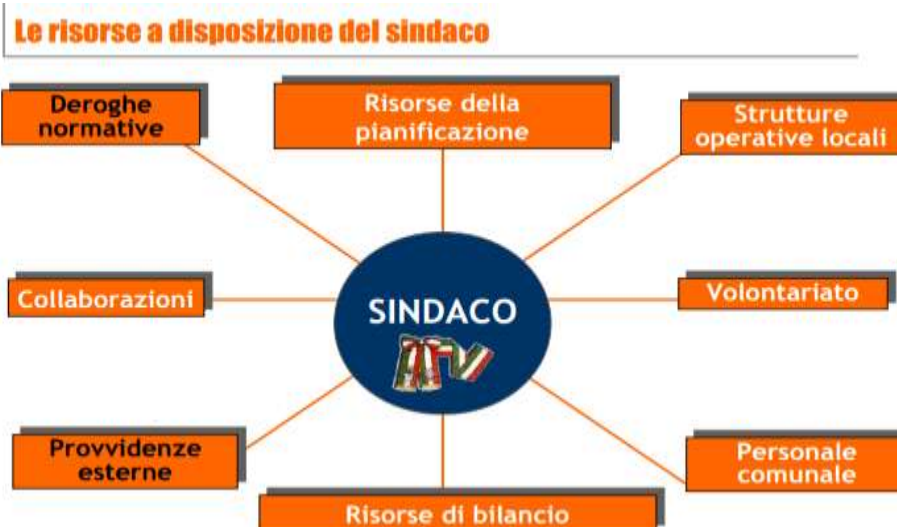 Le risorse a disposizione del sindaco
Deroghe
normative
Risorse della
pianificazione
Strutture
operative locali
Collaborazioni
SINDACO
Volontariato
Provvidenze
esterne
Risorse di bilancio
Personale
comunale